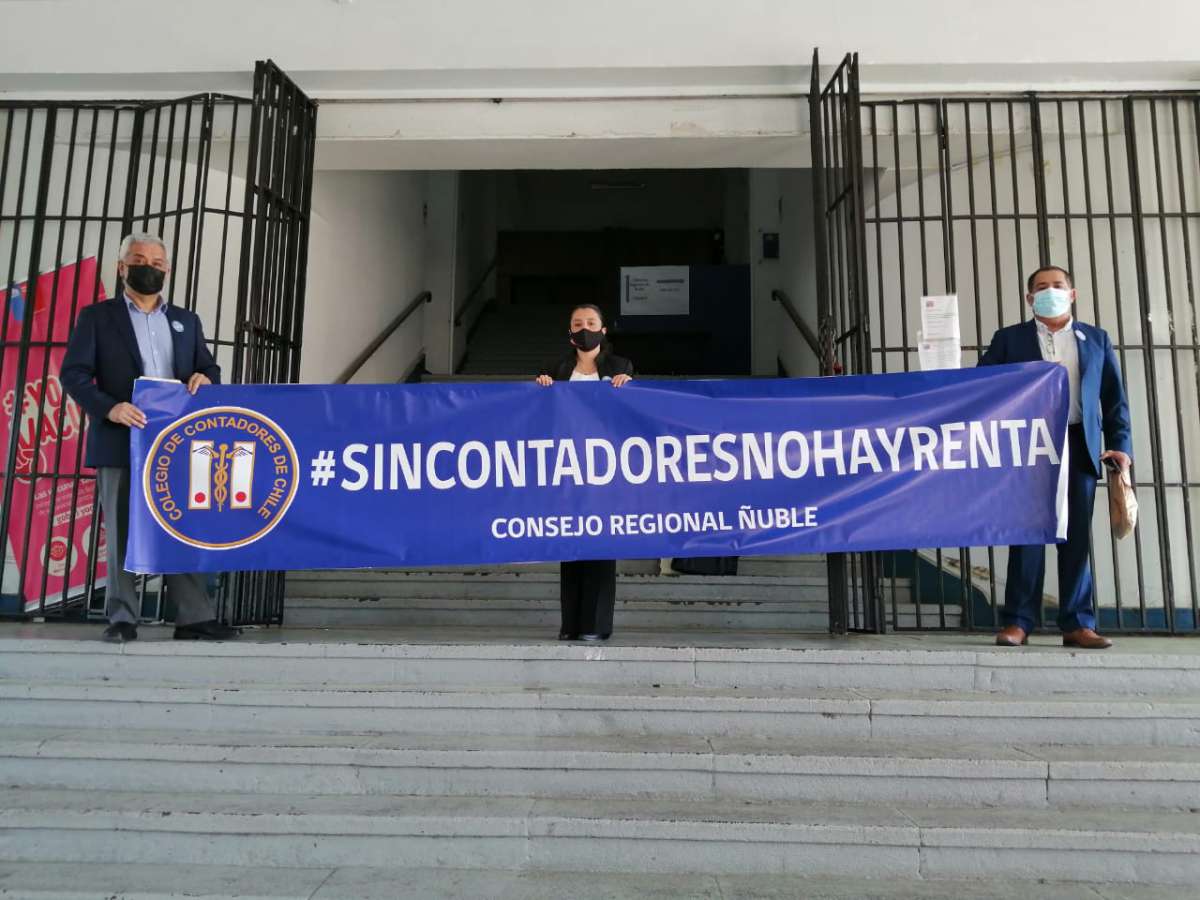 COLEGIO DE CONTADORES DE CHILE
#SINCONTADORESNOHAYRENTA
CONSEJO REGIONAL ÑUBLE